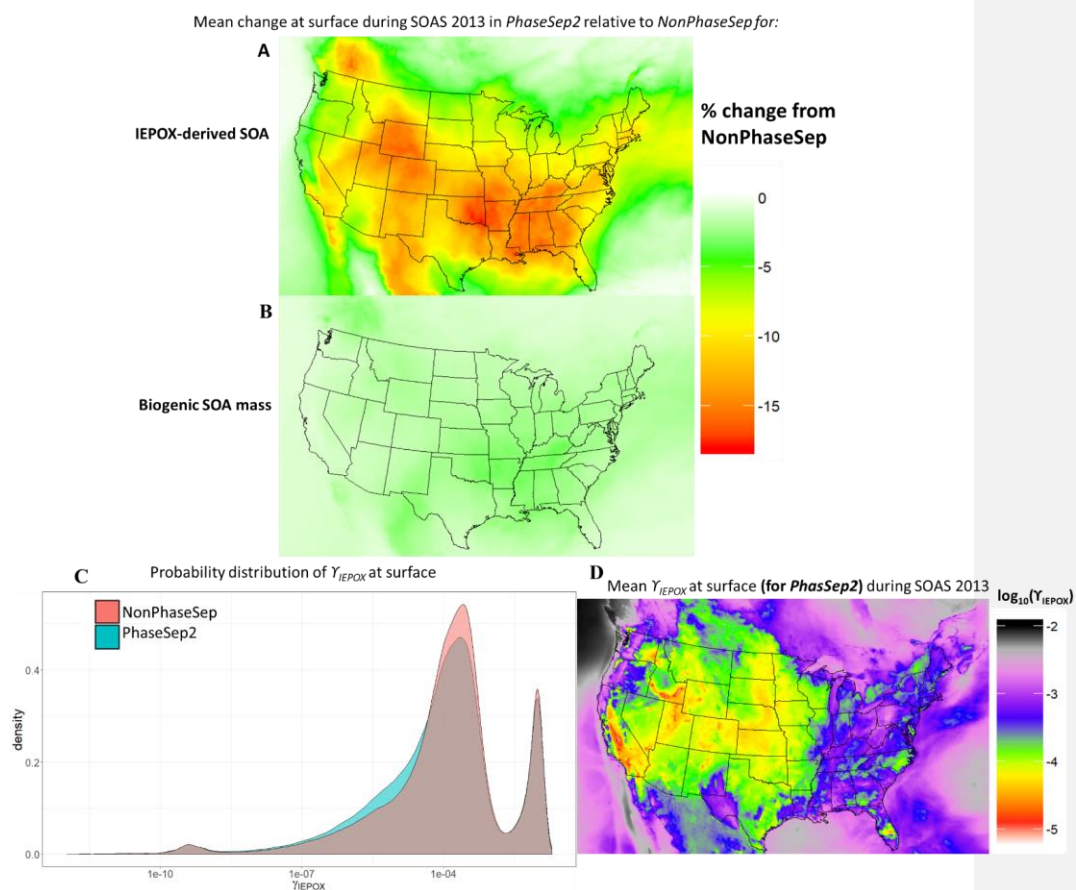 Mean change at surface during SOAS 2013 in PhaseSep2 relative to NonPhaseSep for:
A
IEPOX-derived SOA
% change from
NonPhaseSep
0
-5
-10
-15
B
Biogenic SOA mass
C
Probability distribution of ϒIEPOX at surface
NonPhaseSep
PhaseSep2
0.4
0.2
0.0
density
1e-10
1e-07
1e-04
γIEPOX
D
Mean ϒIEPOX at surface (for PhasSep2) during SOAS 2013
log10(ϒIEPOX)
-2
-3
-4
-5